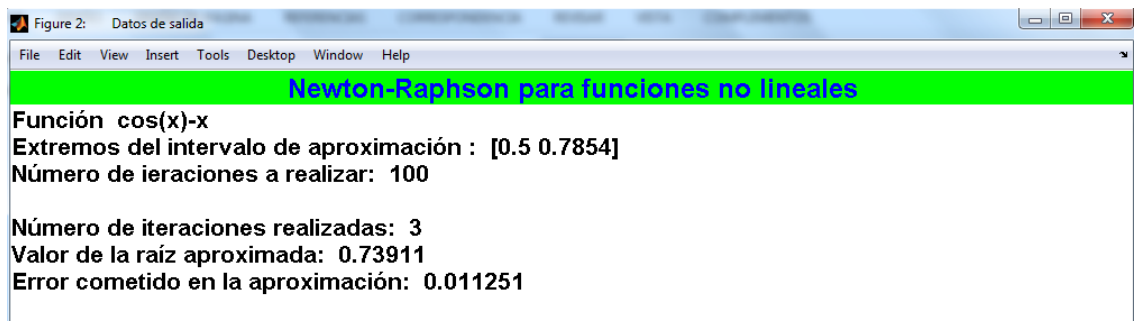 Figure 2: Datos de salida
File Edit View Insert Tools Desktop Window Help
Newton-Raphson para funciones no lineales
Función cos(x)-x
Extremos del intervalo de aproximación : [0.5 0.7854]
Número de ieraciones a realizar: 100
Número de iteraciones realizadas: 3
Valor de la raíz aproximada: 0.73911
Error cometido en la aproximación: 0.011251